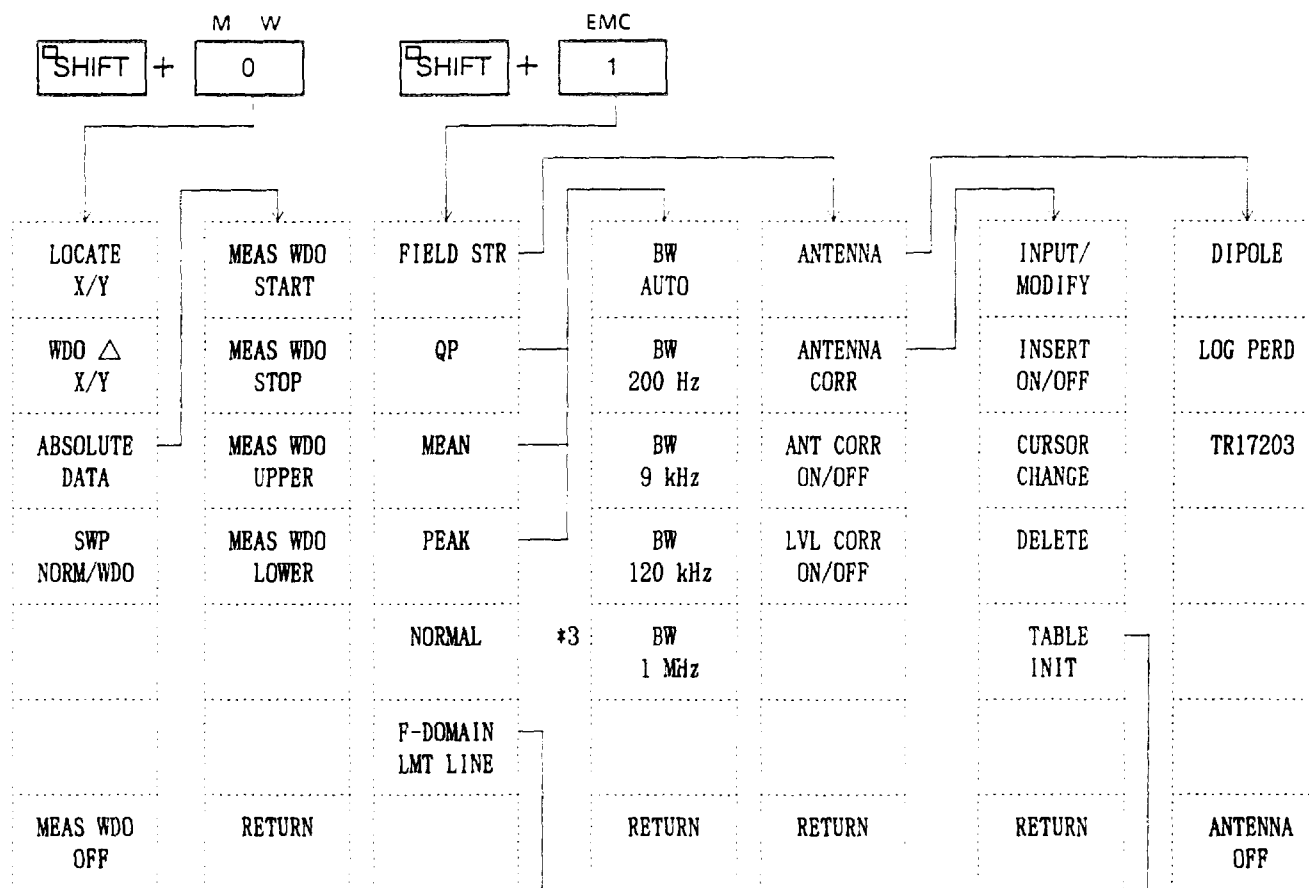 M W
SHIFT + 0
EMC
SHIFT + 1
LOCATE
X/Y
WDO △
X/Y
ABSOLUTE
DATA
SWP
NORM/WDO
MEAS WDO
OFF
MEAS WDO
START
MEAS WDO
STOP
MEAS WDO
UPPER
MEAS WDO
LOWER
RETURN
FIELD STR
QP
MEAN
PEAK
NORMAL
F-DOMAIN
LMT LINE
BW
AUTO
BW
200 Hz
BW
9 kHz
BW
120 kHz
*3
BW
1 MHz
RETURN
ANTENNA
ANTENNA
CORR
ANT CORR
ON/OFF
LVL CORR
ON/OFF
RETURN
INPUT/
MODIFY
INSERT
ON/OFF
CURSOR
CHANGE
DELETE
TABLE
INIT
RETURN
DIPOLE
LOG PERD
TR17203
ANTENNA
OFF